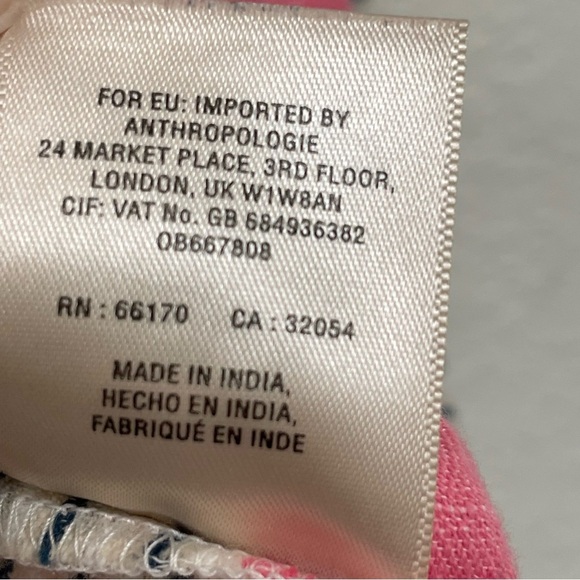 FOR EU: IMPORTED BY
ANTHROPOLOGIE
24 MARKET PLACE, 3RD FLOOR,
LONDON, UK W1W8AN
CIF: VAT No. GB 684936382
OB667808
RN : 66170 CA : 32054
MADE IN INDIA,
HECHO EN INDIA,
FABRIQUÉ EN INDE